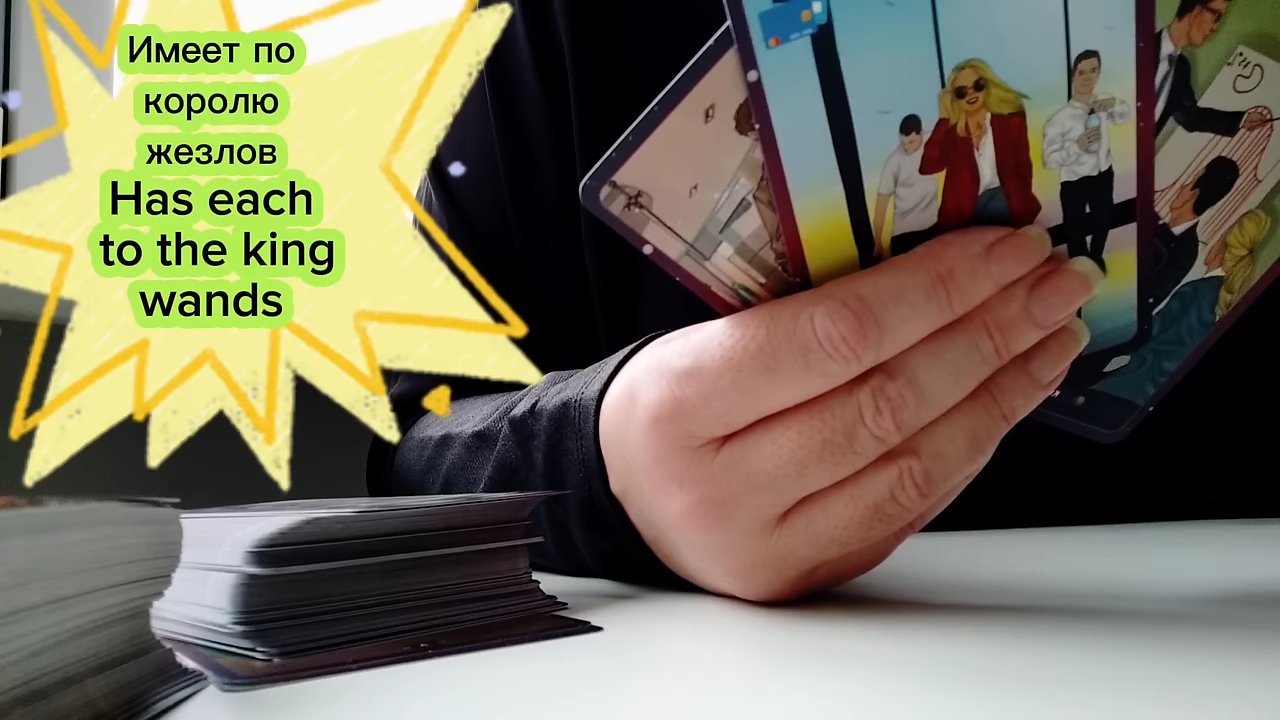 Имеет по
королю
жезлов
Has each
to the king
wands